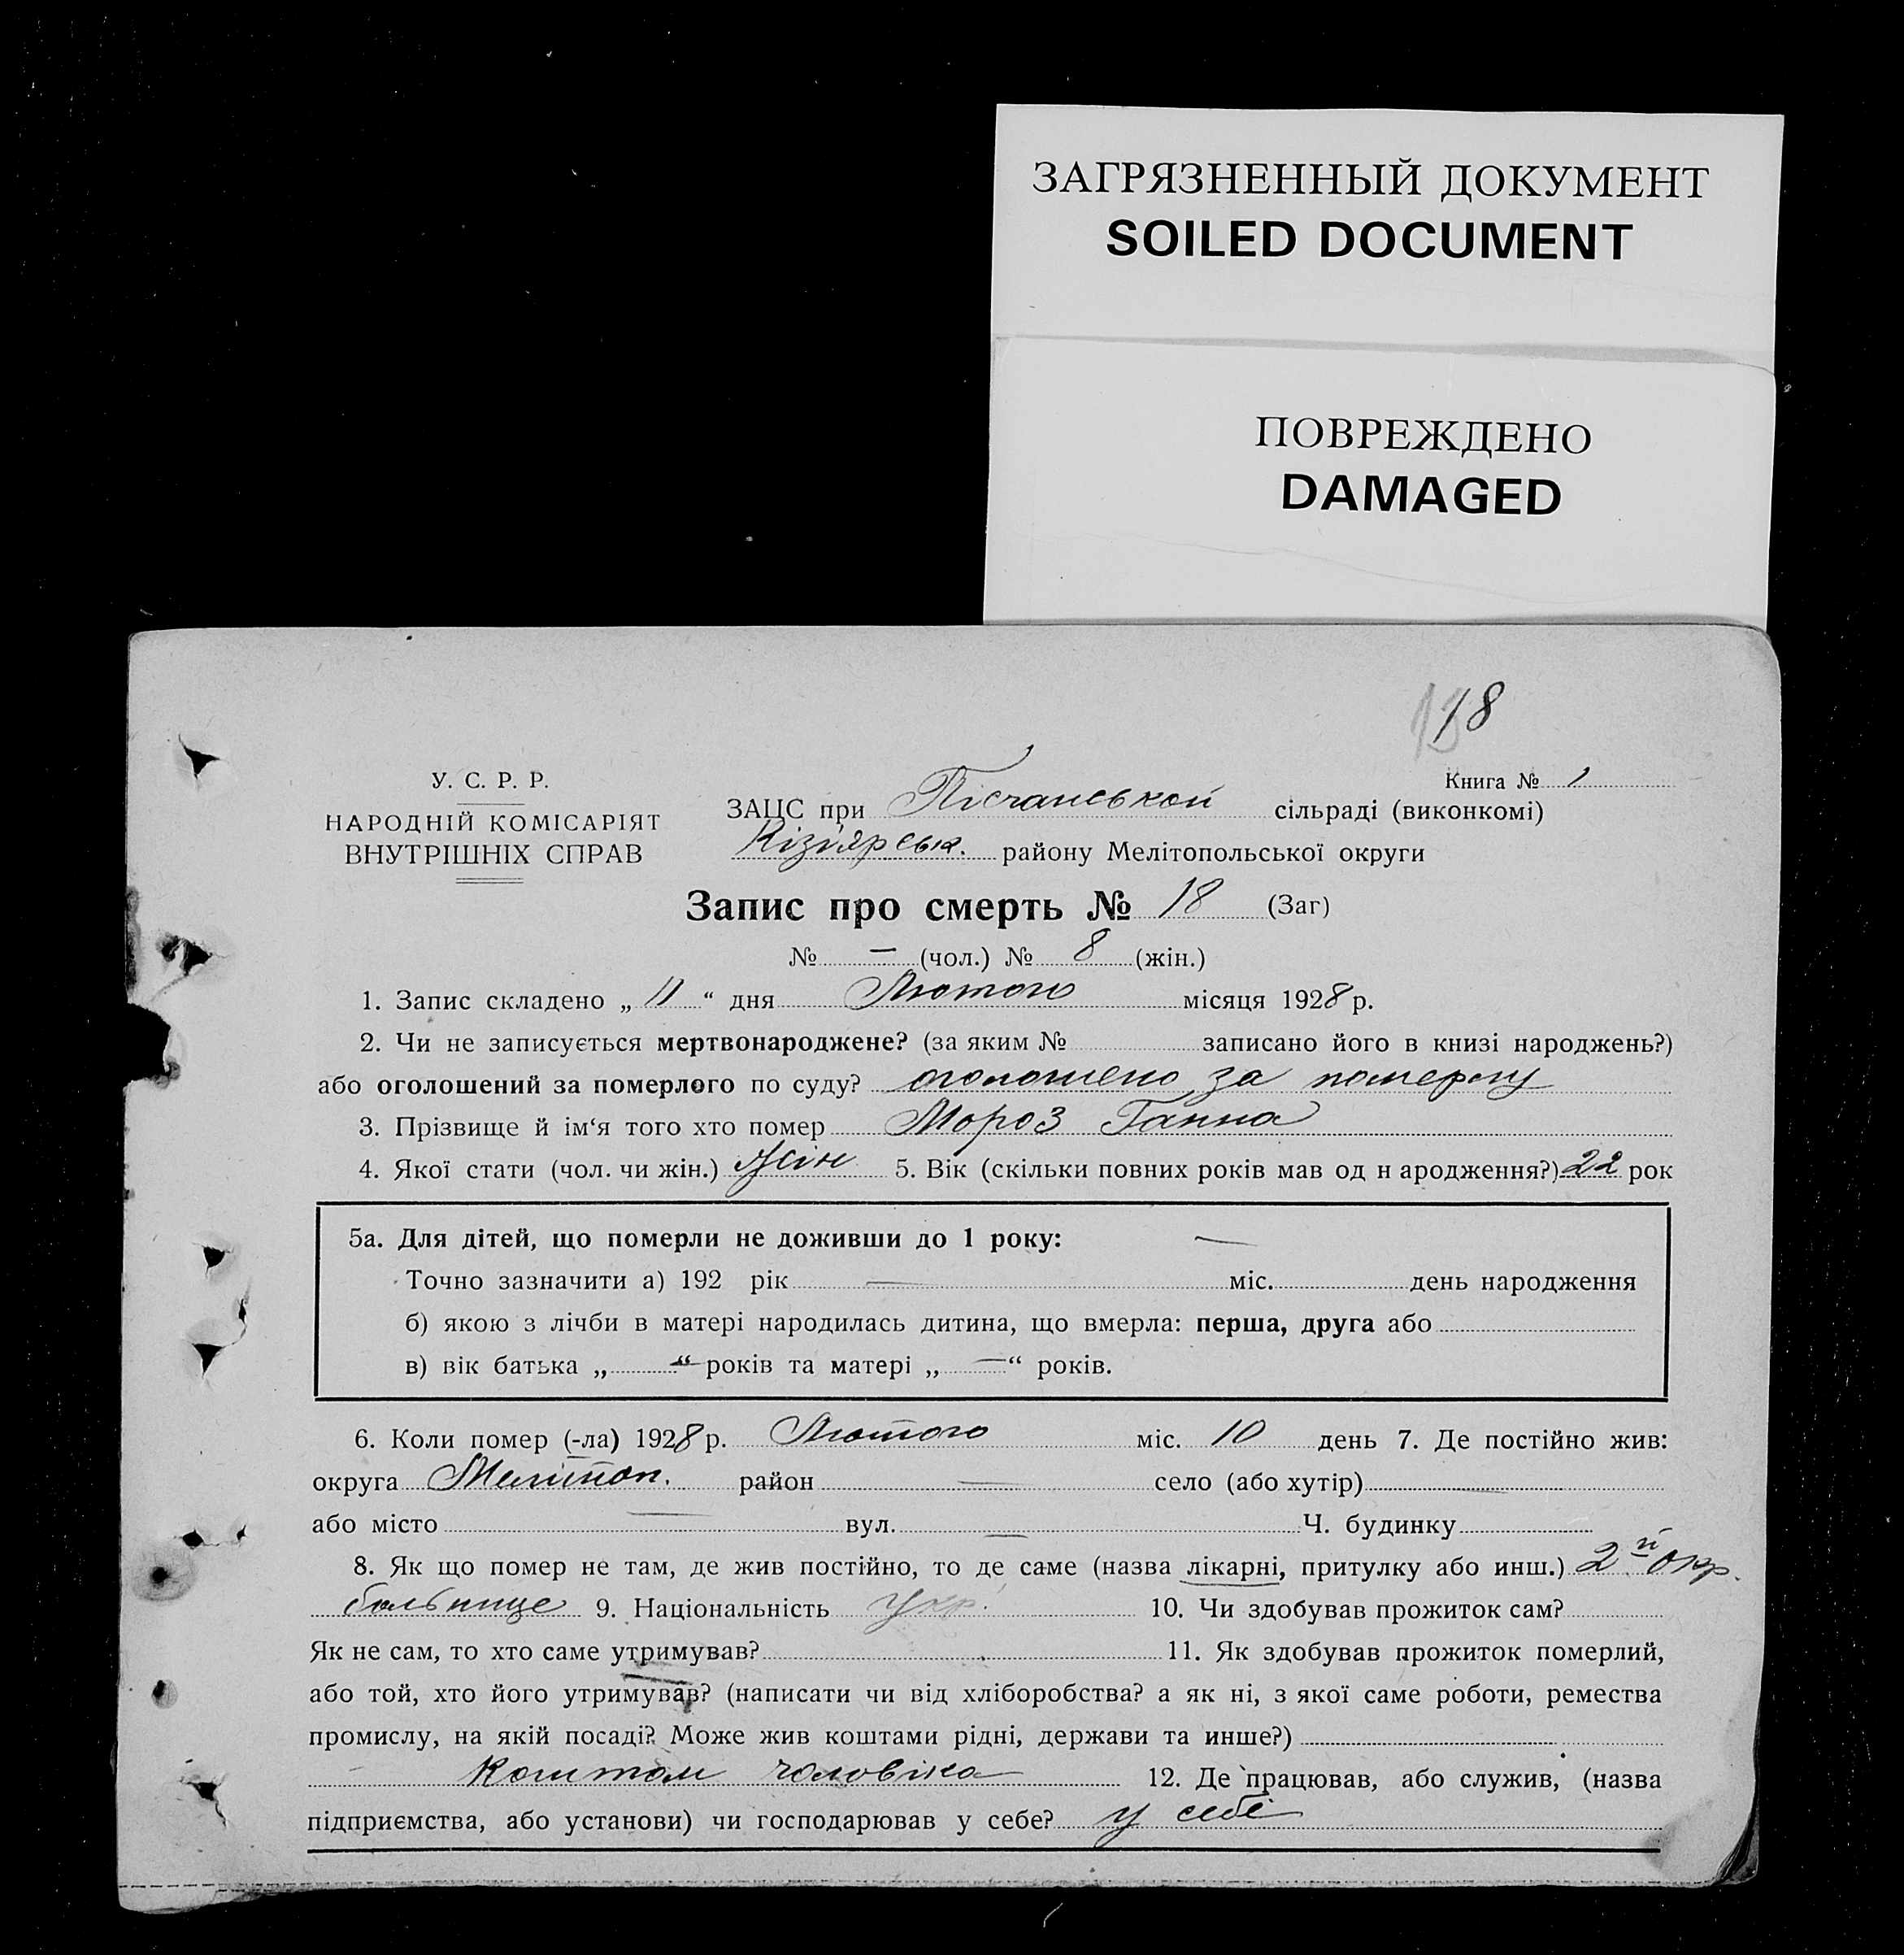 ЗАГРЯЗНЕННЫЙ ДОКУМЕНТ
SOILED DOCUMENT
ПОВРЕЖДЕНО
DAMAGED
18
У. С. Р. Р.
НАРОДНІЙ КОМІСАРІЯТ
ВНУТРІШНІХ СПРАВ
Книга № 1
ЗАЦС при Пісчанськой сільраді (виконкомі)
Кізіярськ. району Мелітопольської округи
Запис про смерть № 18 (Заг)
№ — (чол.) № 8 (жін.)
1. Запис складено „ 11 “ дня Лютого місяця 1928 р.
2. Чи не записується мертвонароджене? (за яким № записано його в книзі народжень?)
або оголошений за померлого по суду? оголошено за померлу
3. Прізвище й ім‘я того хто помер Мороз Ганна
4. Якої стати (чол. чи жін.) жін 5. Вік (скільки повних років мав од н ародження?) 22 рок
5а. Для дітей, що померли не доживши до 1 року: —
Точно зазначити а) 192 рік — міс. день народження
б) якою з лічби в матері народилась дитина, що вмерла: перша, друга або
в) вік батька „ — “ років та матері „ — “ років.
6. Коли помер (-ла) 1928 р. Лютого міс. 10 день 7. Де постійно жив:
округа Меліттоп. район — село (або хутір) —
або місто — вул. — Ч. будинку
8. Як що помер не там, де жив постійно, то де саме (назва лікарні, притулку або инш.) 2й окр.
больнице 9. Національність укр. 10. Чи здобував прожиток сам?
Як не сам, то хто саме утримував? 11. Як здобував прожиток померлий,
або той, хто його утримував? (написати чи від хліборобства? а як ні, з якої саме роботи, ремества
промислу, на якій посаді? Може жив коштами рідні, держави та инше?)
Коштом чоловіка 12. Де працював, або служив, (назва
підприємства, або установи) чи господарював у себе? у себе